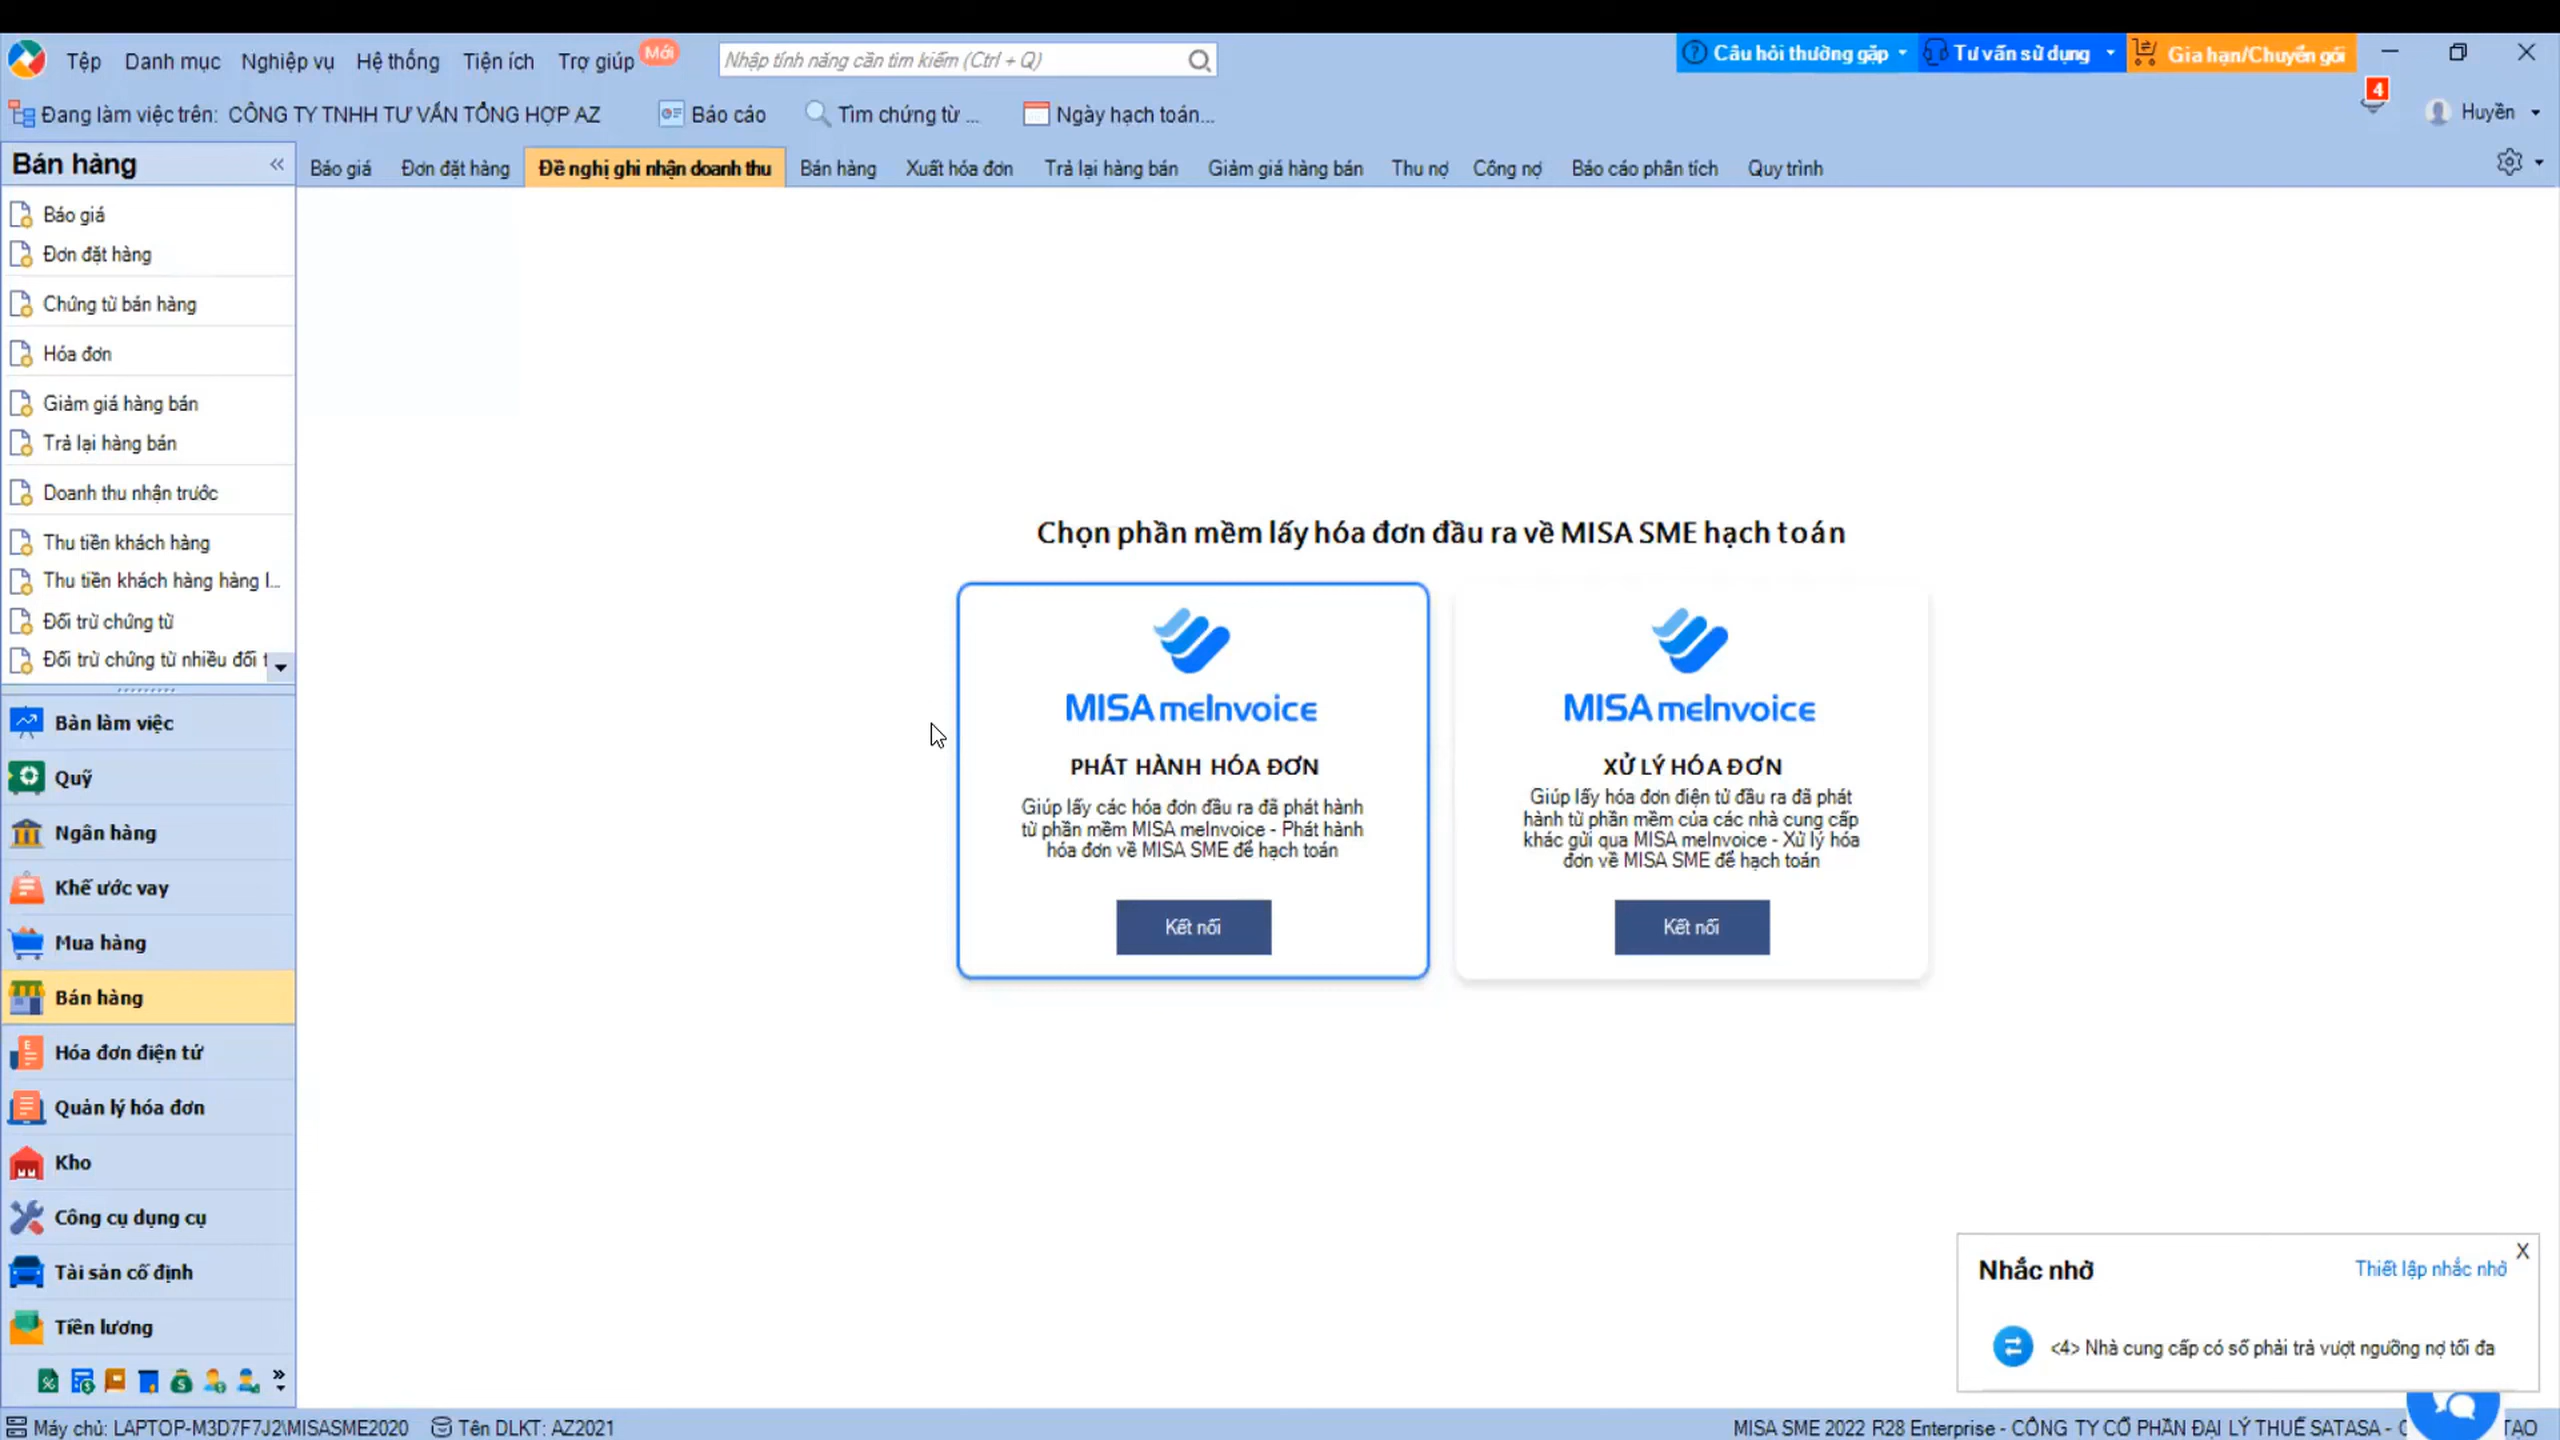 Tệp Danh mục Nghiệp vụ Hệ thống Tiện ích Trợ giúp Mới Nhập tính năng cần tìm kiếm (Ctrl + Q) Câu hỏi thường gặp Tư vấn sử dụng Gia hạn/Chuyển gói
Đang làm việc trên: CÔNG TY TNHH TƯ VẤN TỔNG HỢP AZ Báo cáo Tìm chứng từ ... Ngày hạch toán... 4 Huyền
Bán hàng « Báo giá Đơn đặt hàng Đề nghị ghi nhận doanh thu Bán hàng Xuất hóa đơn Trả lại hàng bán Giảm giá hàng bán Thu nợ Công nợ Báo cáo phân tích Quy trình
Báo giá
Đơn đặt hàng
Chứng từ bán hàng
Hóa đơn
Giảm giá hàng bán
Trả lại hàng bán
Doanh thu nhận trước
Thu tiền khách hàng
Thu tiền khách hàng hàng l...
Đối trừ chứng từ
Đối trừ chứng từ nhiều đối t
Bàn làm việc
Quỹ
Ngân hàng
Khế ước vay
Mua hàng
Bán hàng
Hóa đơn điện tử
Quản lý hóa đơn
Kho
Công cụ dụng cụ
Tài sản cố định
Tiền lương
Chọn phần mềm lấy hóa đơn đầu ra về MISA SME hạch toán
MISA meInvoice
PHÁT HÀNH HÓA ĐƠN
Giúp lấy các hóa đơn đầu ra đã phát hành
từ phần mềm MISA meInvoice - Phát hành
hóa đơn về MISA SME để hạch toán
Kết nối
MISA meInvoice
XỬ LÝ HÓA ĐƠN
Giúp lấy hóa đơn điện tử đầu ra đã phát
hành từ phần mềm của các nhà cung cấp
khác gửi qua MISA meInvoice - Xử lý hóa
đơn về MISA SME để hạch toán
Kết nối
Nhắc nhở Thiết lập nhắc nhở X
<4> Nhà cung cấp có số phải trả vượt ngưỡng nợ tối đa
Máy chủ: LAPTOP-M3D7F7J2\MISASME2020 Tên DLKT: AZ2021 MISA SME 2022 R28 Enterprise - CÔNG TY CỔ PHẦN ĐẠI LÝ THUẾ SATASA - TẠO